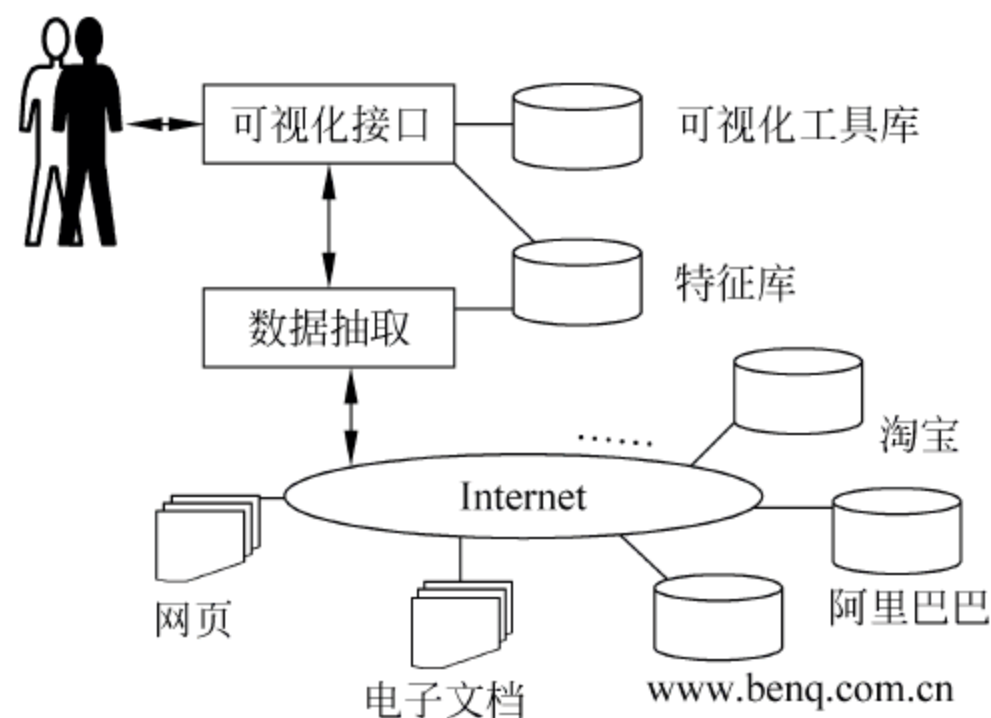 可视化接口
可视化工具库
特征库
数据抽取
淘宝
······
Internet
阿里巴巴
网页
电子文档
www.benq.com.cn